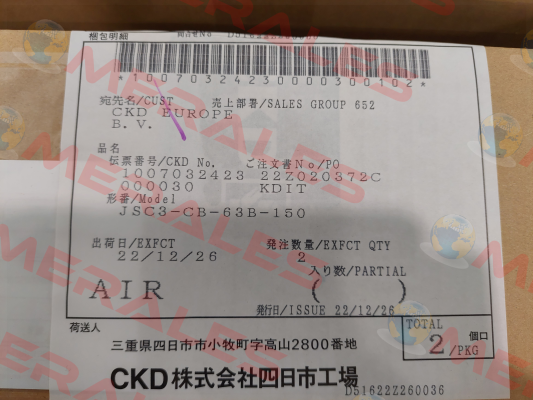 梱包明細
*100703242300003000102*
宛先名/CUST 売上部署/SALES GROUP 652
CKD EUROPE
B. V.
品名
伝票番号/CKD No. ご注文書No/PO
1007032423 22Z020372C
000030 KDIT
形番/Model
JSC3-CB-63B-150
出荷日/EXFCT 発注数量/EXFCT QTY
22/12/26 2
入り数/PARTIAL
AIR ( )
発行日/ISSUE 22/12/26
荷送人 TOTAL 個口
2/PKG
三重県四日市市小牧町字高山2800番地
CKD株式会社四日市工場
D51622Z260036
MERALES